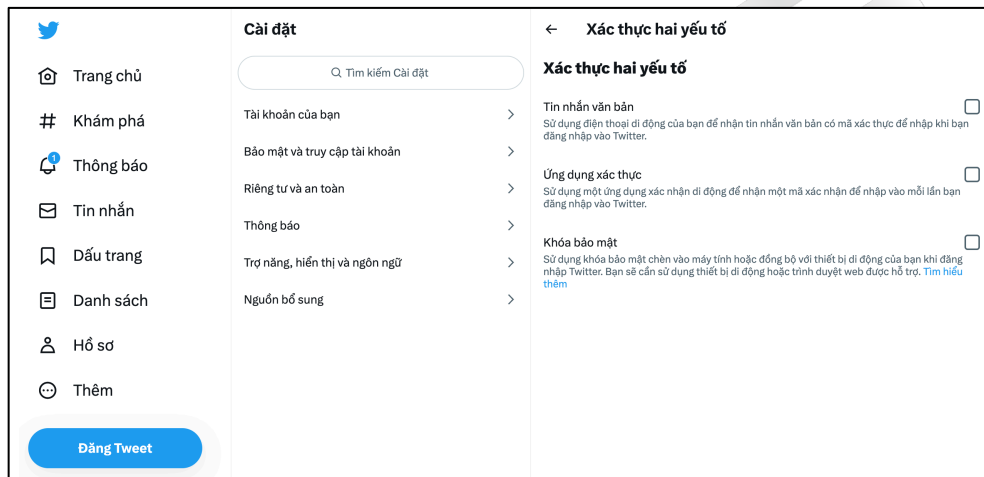 Trang chủ
Khám phá
1
Thông báo
Tin nhắn
Dấu trang
Danh sách
Hồ sơ
Thêm
Đăng Tweet
Cài đặt
Tìm kiếm Cài đặt
Tài khoản của bạn
Bảo mật và truy cập tài khoản
Riêng tư và an toàn
Thông báo
Trợ năng, hiển thị và ngôn ngữ
Nguồn bổ sung
Xác thực hai yếu tố
Xác thực hai yếu tố
Tin nhắn văn bản
Sử dụng điện thoại di động của bạn để nhận tin nhắn văn bản có mã xác thực để nhập khi bạn
đăng nhập vào Twitter.
Ứng dụng xác thực
Sử dụng một ứng dụng xác nhận di động để nhận một mã xác nhận để nhập vào mỗi lần bạn
đăng nhập vào Twitter.
Khóa bảo mật
Sử dụng khóa bảo mật chèn vào máy tính hoặc đồng bộ với thiết bị di động của bạn khi đăng
nhập Twitter. Bạn sẽ cần sử dụng thiết bị di động hoặc trình duyệt web được hỗ trợ. Tìm hiểu
thêm